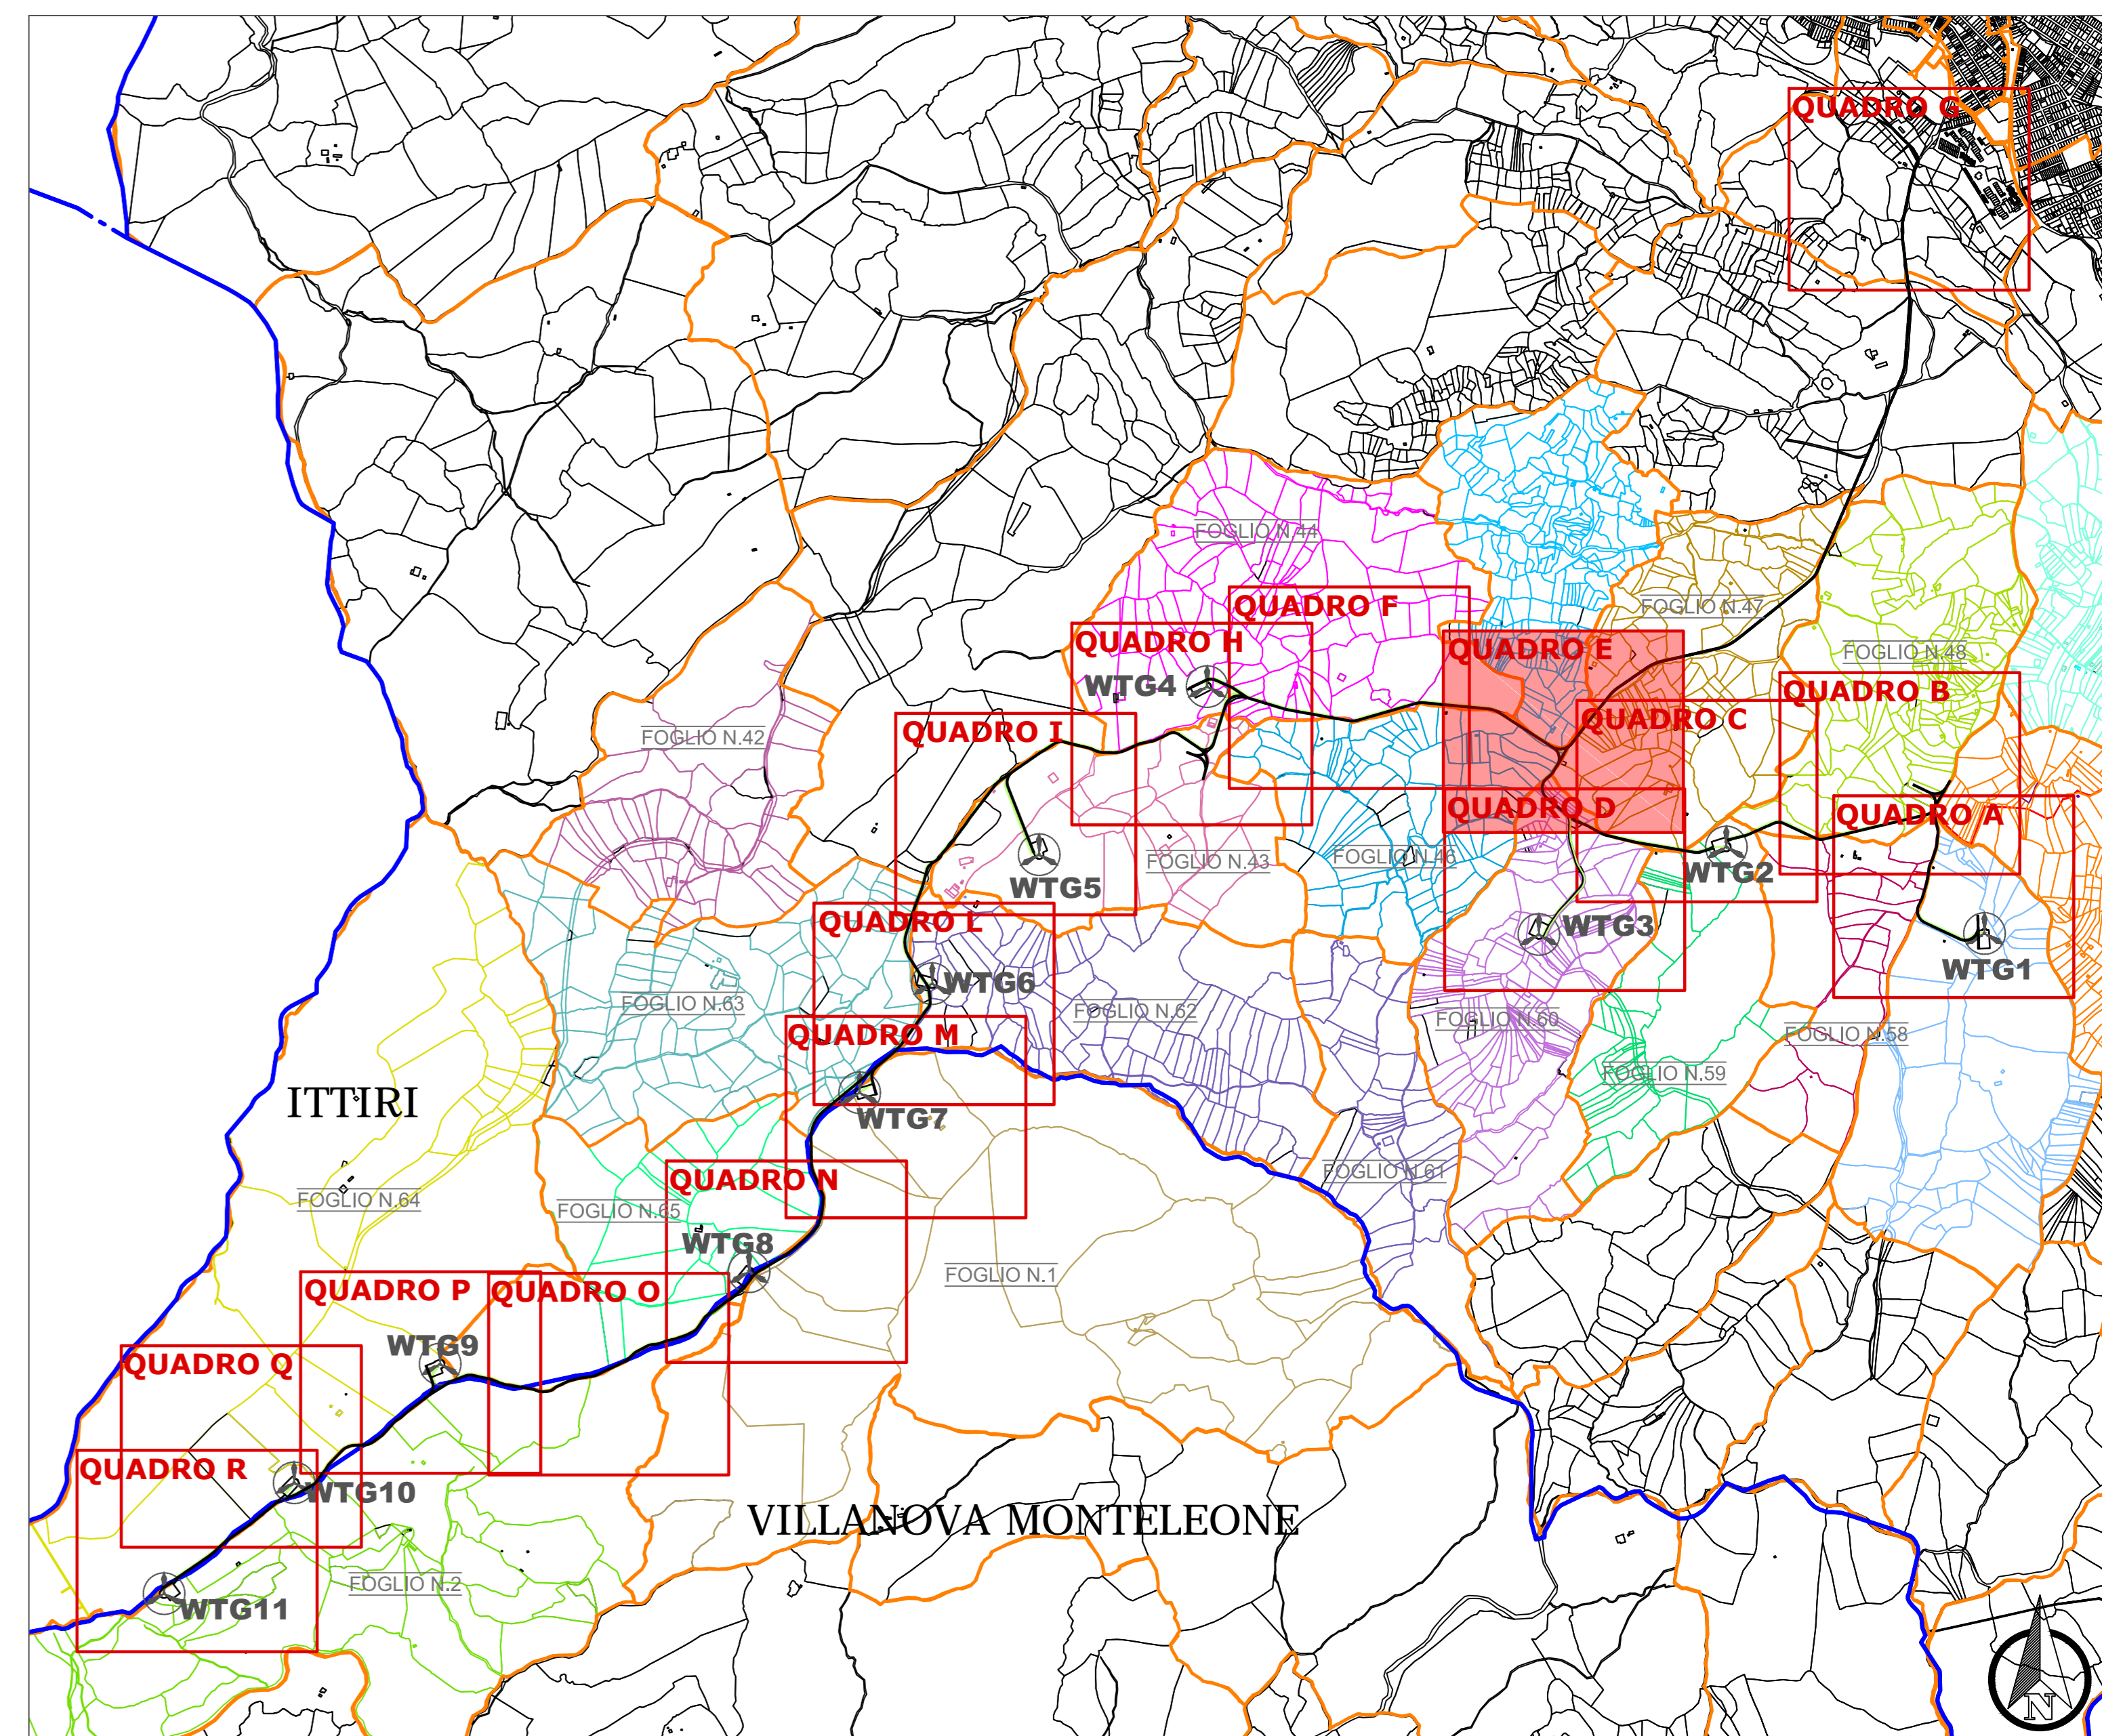 QUADRO G
FOGLIO N.44
QUADRO F
FOGLIO N.47
QUADRO H
QUADRO E
FOGLIO N.48
WTG4
QUADRO B
QUADRO I
FOGLIO N.42
QUADRO C
QUADRO D
QUADRO A
FOGLIO N.43
FOGLIO N.46
WTG2
WTG5
QUADRO L
WTG3
WTG1
WTG6
FOGLIO N.63
FOGLIO N.62
FOGLIO N.60
QUADRO M
FOGLIO N.58
FOGLIO N.59
ITTIRI
WTG7
FOGLIO N.61
QUADRO N
FOGLIO N.64
FOGLIO N.65
WTG8
FOGLIO N.1
QUADRO P
QUADRO O
WTG9
QUADRO Q
QUADRO R
WTG10
VILLANOVA MONTELEONE
FOGLIO N.2
WTG11
N